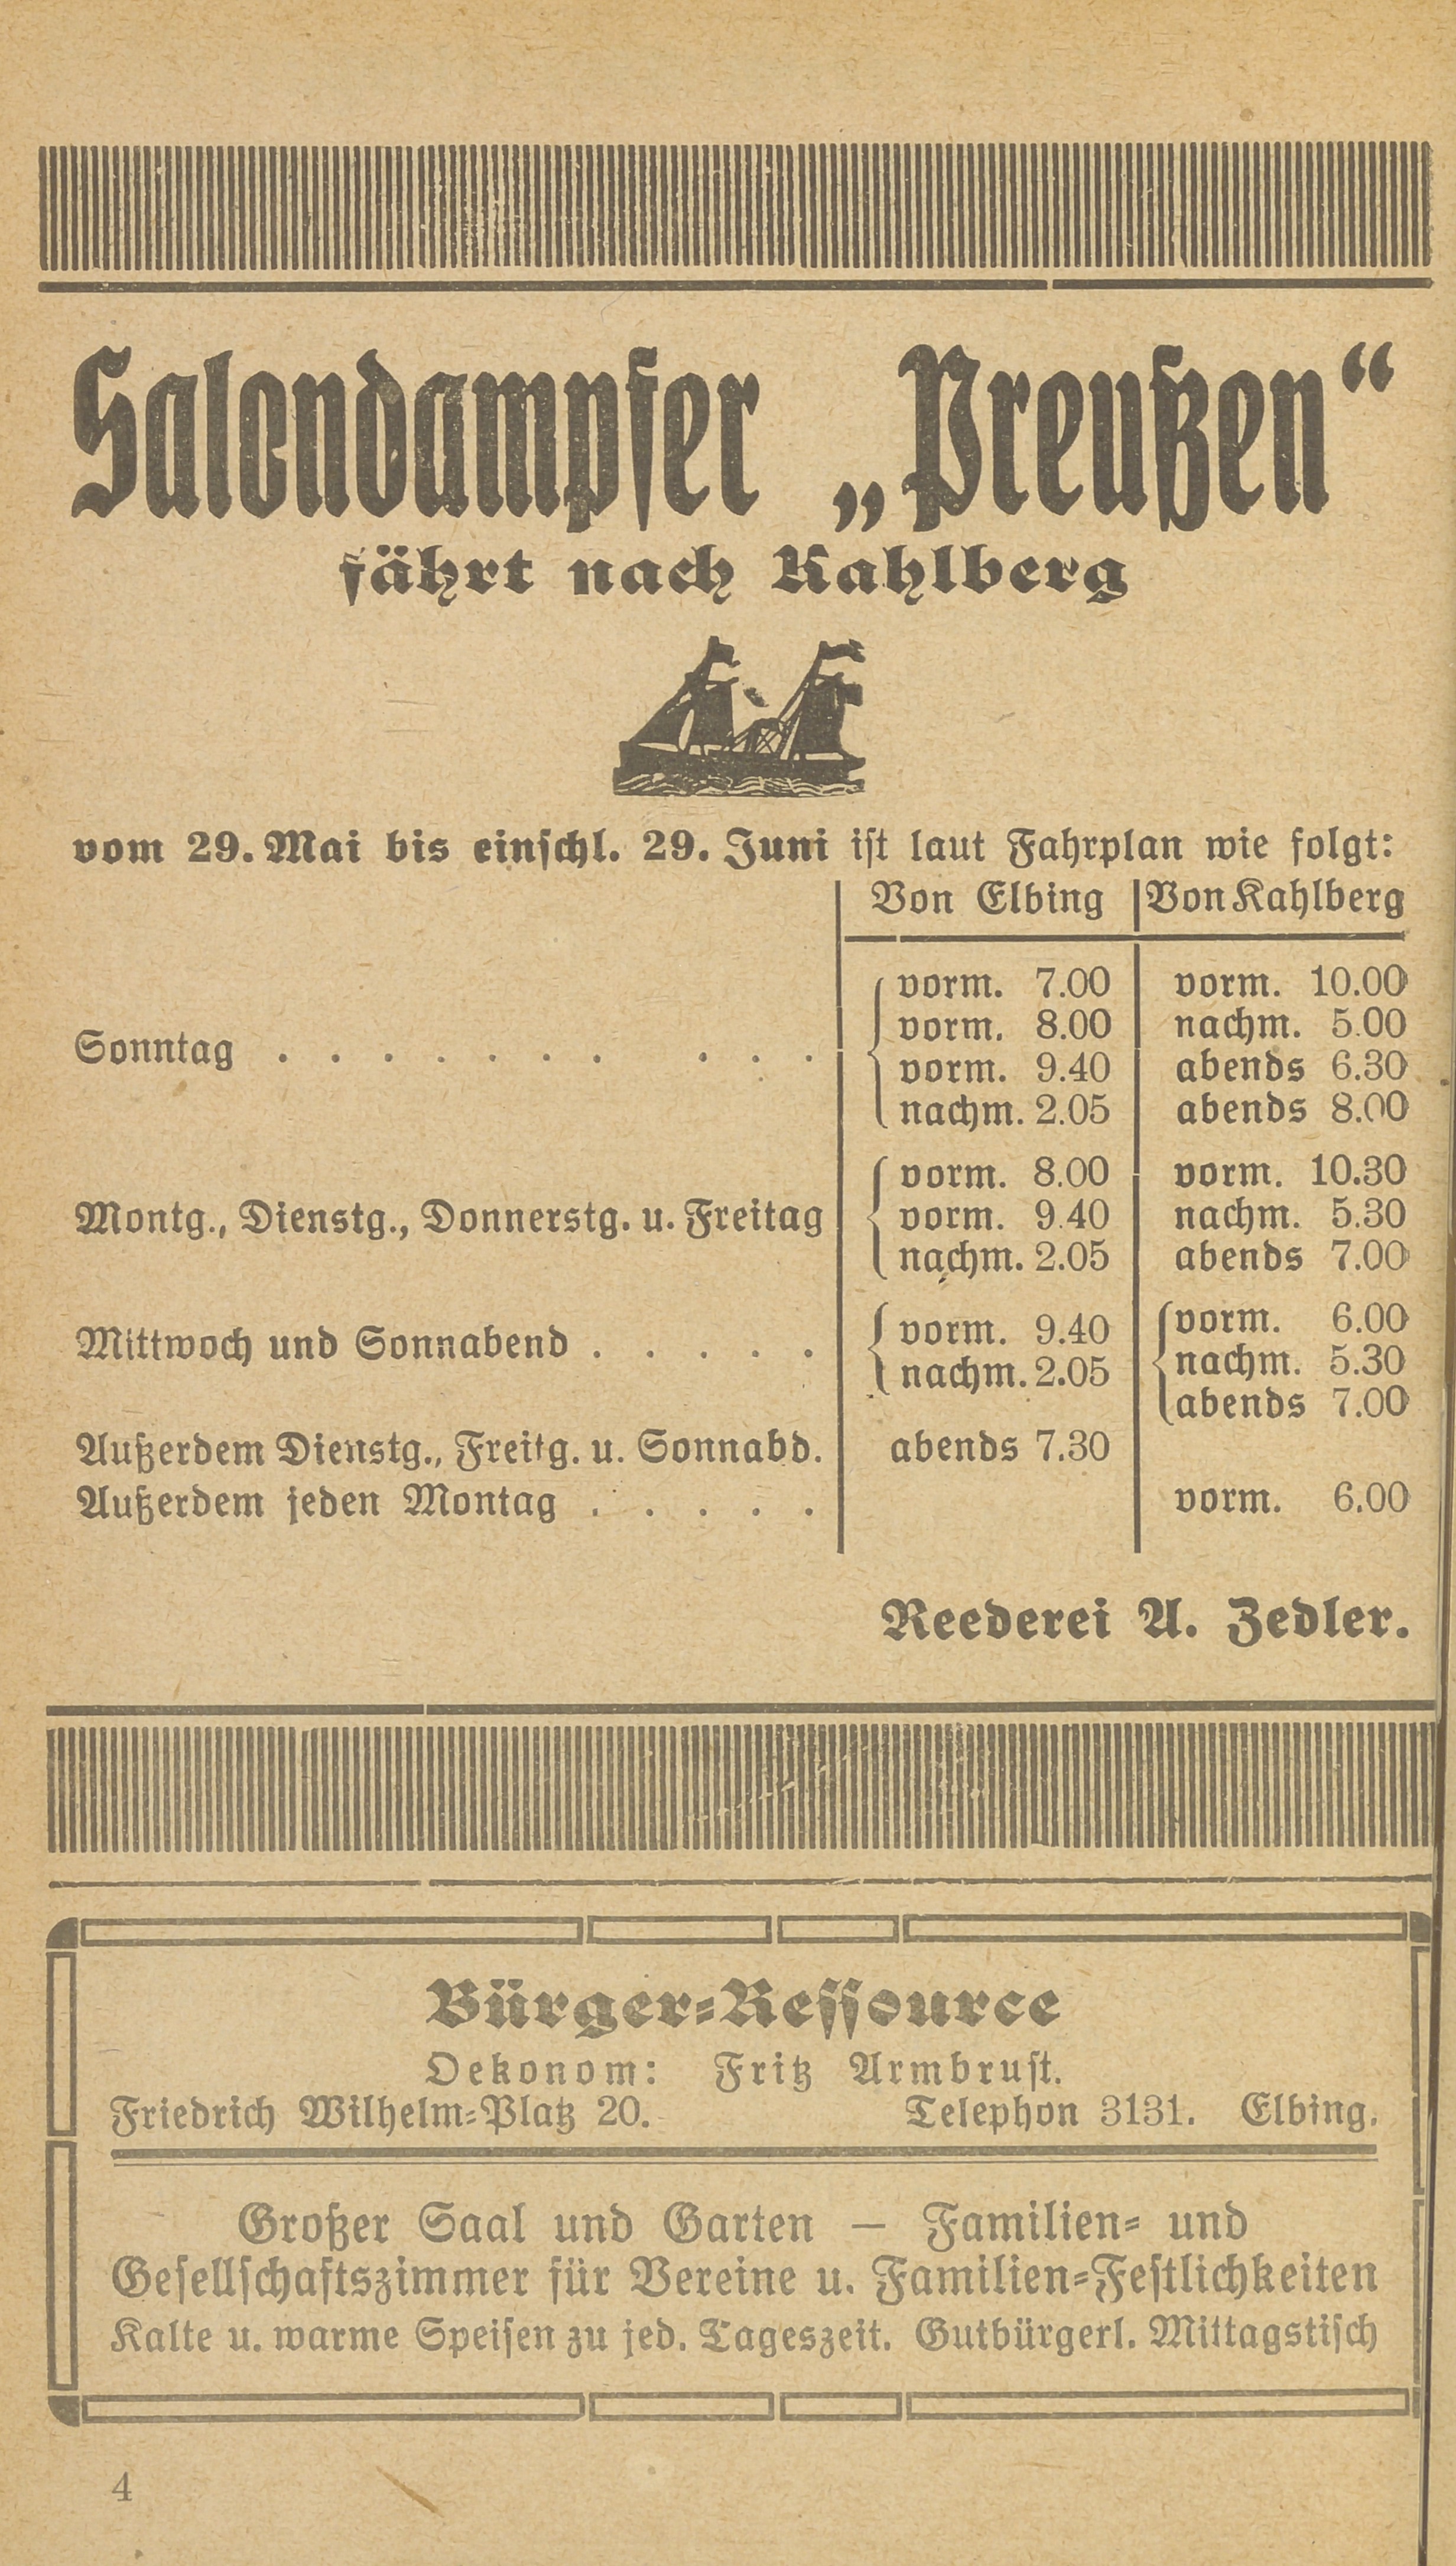 Salondampfer „Preußen“
fährt nach Kahlberg
vom 29. Mai bis einschl. 29. Juni ist laut Fahrplan wie folgt:
Von Elbing Von Kahlberg
vorm. 7.00 vorm. 10.00
vorm. 8.00 nachm. 5.00
Sonntag . . . . . . . . . .
vorm. 9.40 abends 6.30
nachm. 2.05 abends 8.00
vorm. 8.00 vorm. 10.30
Montg., Dienstg., Donnerstg. u. Freitag vorm. 9.40 nachm. 5.30
nachm. 2.05 abends 7.00
vorm. 9.40 vorm. 6.00
Mittwoch und Sonnabend . . . . .
nachm. 2.05 nachm. 5.30
abends 7.00
Außerdem Dienstg., Freitg. u. Sonnabd. abends 7.30
Außerdem jeden Montag . . . . . vorm. 6.00
Reederei A. Zedler.
Bürger-Ressource
Oekonom: Fritz Armbrust.
Friedrich Wilhelm-Platz 20. Telephon 3131. Elbing.
Großer Saal und Garten — Familien- und
Gesellschaftszimmer für Vereine u. Familien-Festlichkeiten
Kalte u. warme Speisen zu jed. Tageszeit. Gutbürgerl. Mittagstisch
4